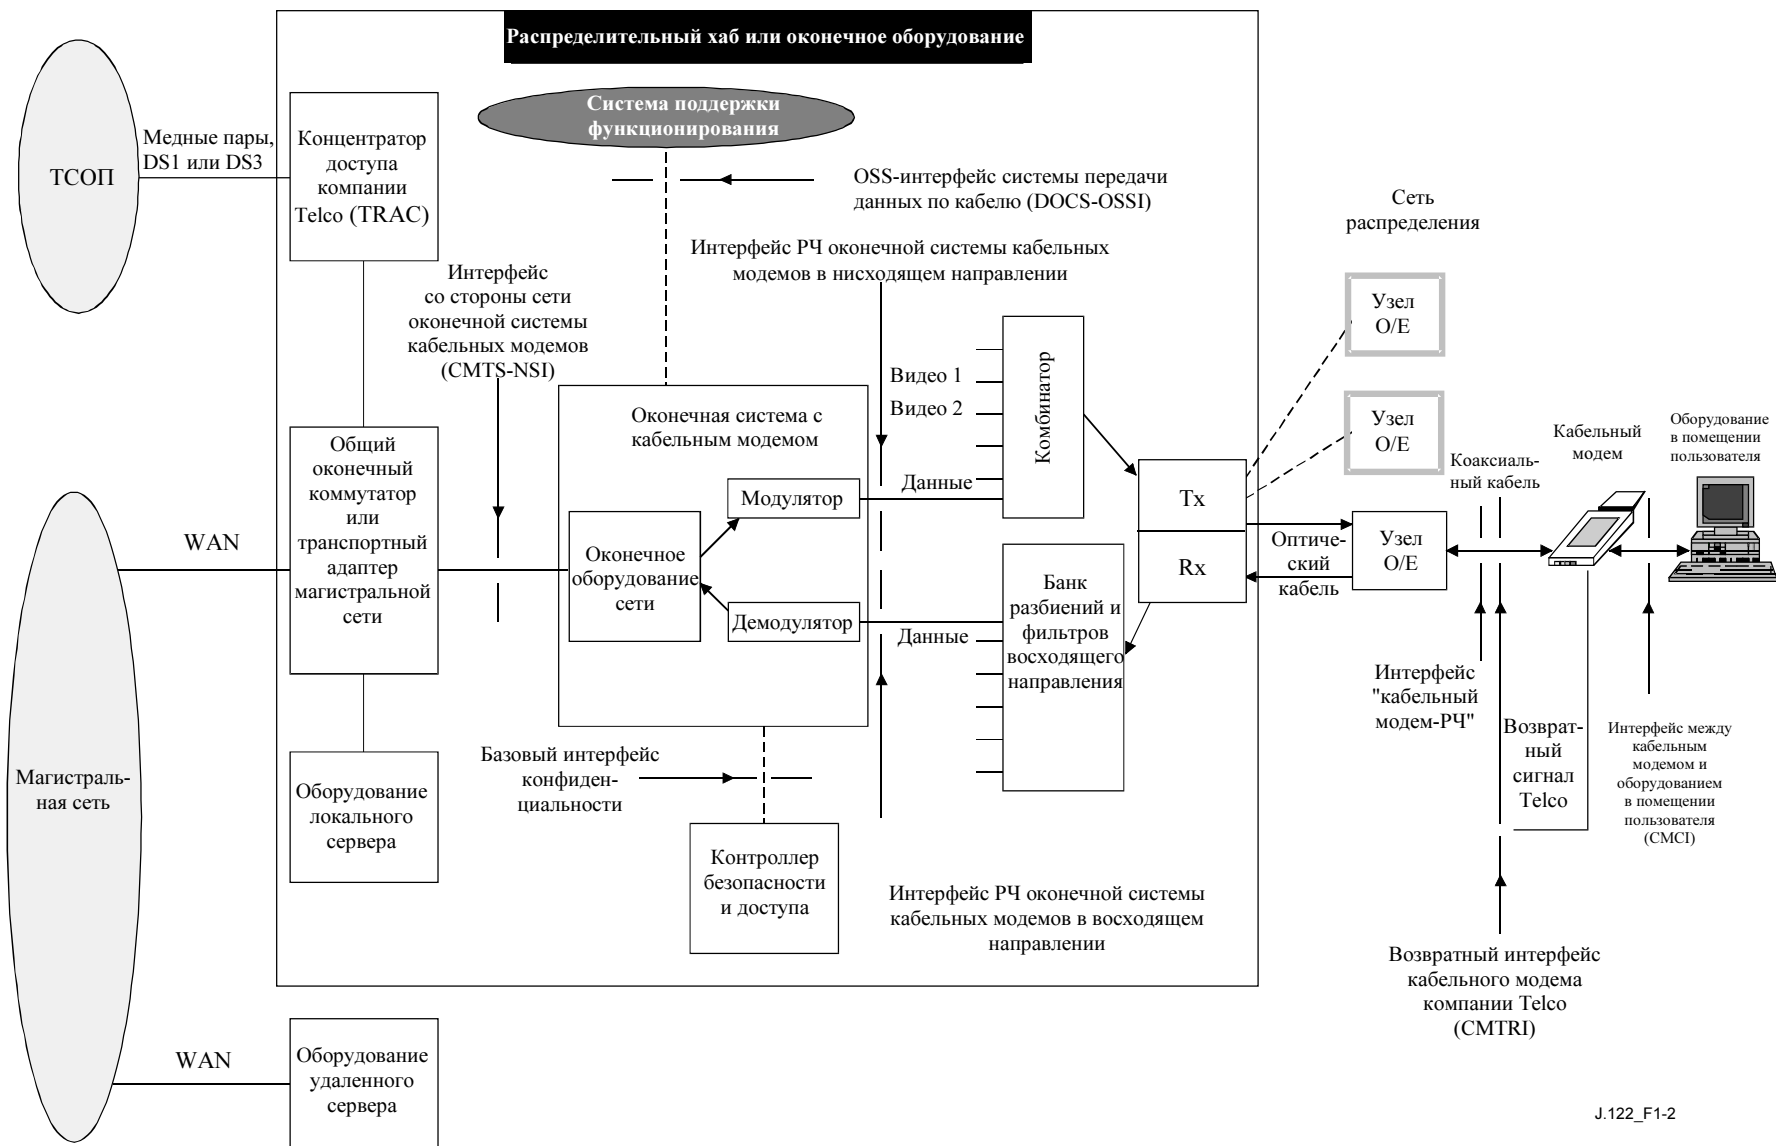 Распределительный хаб или оконечное оборудование
Система поддержки
функционирования
ТСОП
Медные пары,
DS1 или DS3
Концентратор
доступа
компании
Telco (TRAC)
OSS-интерфейс системы передачи
данных по кабелю (DOCS-OSSI)
Сеть
распределения
Интерфейс РЧ оконечной системы кабельных
модемов в нисходящем направлении
Интерфейс
со стороны сети
оконечной системы
кабельных модемов
(CMTS-NSI)
Узел
O/E
Видео 1
Видео 2
Комбинатор
Узел
O/E
Оконечная система с
кабельным модемом
Общий
оконечный
коммутатор
или
транспортный
адаптер
магистральной
сети
Модулятор
Данные
Tx
Rx
Коаксиаль-
ный кабель
Кабельный
модем
Оборудование
в помещении
пользователя
WAN
Оконечное
оборудование
сети
Оптиче-
ский
кабель
Узел
O/E
Демодулятор
Данные
Банк
разбиений и
фильтров
восходящего
направления
Интерфейс
"кабельный
модем-РЧ"
Возврат-
ный
сигнал
Telco
Интерфейс между
кабельным
модемом и
оборудованием
в помещении
пользователя
(CMCI)
Магистраль-
ная сеть
Оборудование
локального
сервера
Базовый интерфейс
конфиден-
циальности
Контроллер
безопасности
и доступа
Интерфейс РЧ оконечной системы
кабельных модемов в восходящем
направлении
Возвратный интерфейс
кабельного модема
компании Telco
(CMTRI)
WAN
Оборудование
удаленного
сервера
J.122_F1-2